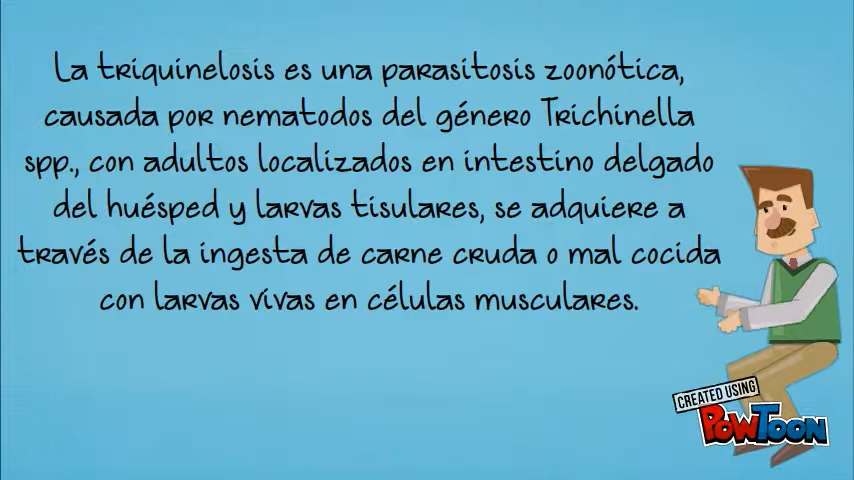 La triquinelosis es una parasitosis zoonótica,
causada por nematodos del género Trichinella
spp., con adultos localizados en intestino delgado
del huésped y larvas tisulares, se adquiere a
través de la ingesta de carne cruda o mal cocida
con larvas vivas en células musculares.
CREATED USING
POWTOON